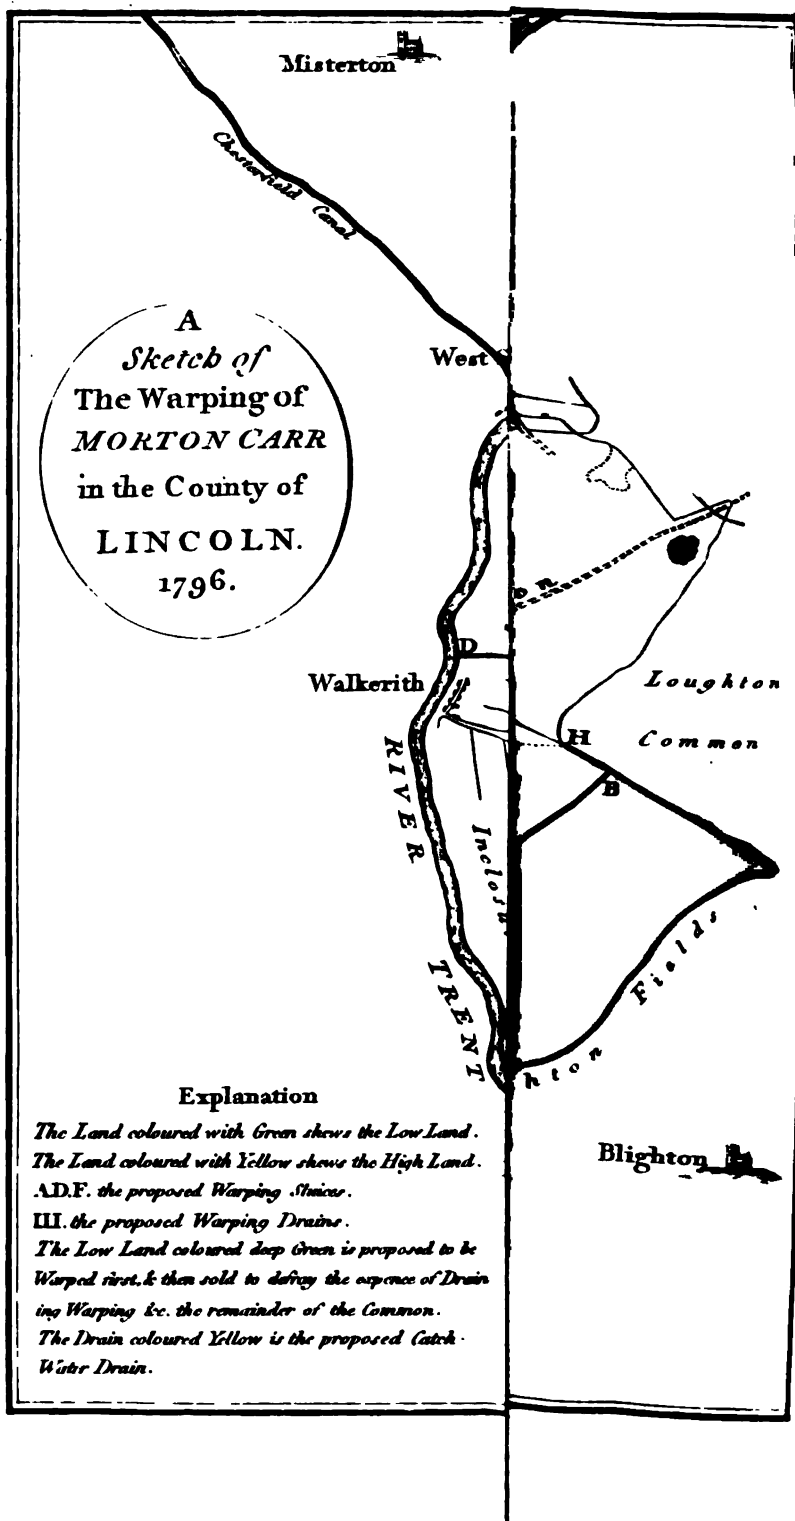 Misterton
Chesterfield Canal
West
A
Sketch of
The Warping of
MORTON CARR
in the County of
LINCOLN.
1796.
on
D
Walkerith
Loughton
Common
H
B
RIVER
TRENT
Inclosu
hton Fields
Blighton
Explanation
The Land coloured with Green shews the Low Land.
The Land coloured with Yellow shews the High Land.
A.D.F. the proposed Warping Sluices.
III. the proposed Warping Drains.
The Low Land coloured deep Green is proposed to be
Warped first, & then sold to defray the expence of Drain
ing Warping &c. the remainder of the Common.
The Drain coloured Yellow is the proposed Catch-
Water Drain.